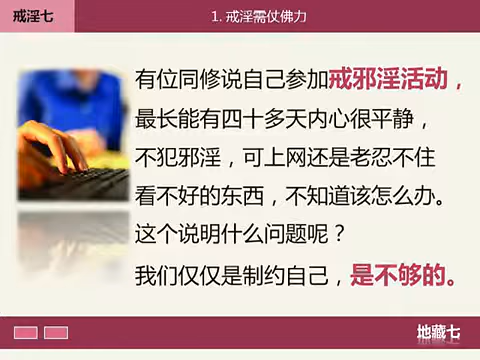 戒淫七
1. 戒淫需仗佛力
有位同修说自己参加戒邪淫活动，
最长能有四十多天内心很平静，
不犯邪淫，可上网还是老忍不住
看不好的东西，不知道该怎么办。
这个说明什么问题呢？
我们仅仅是制约自己，是不够的。
地藏七